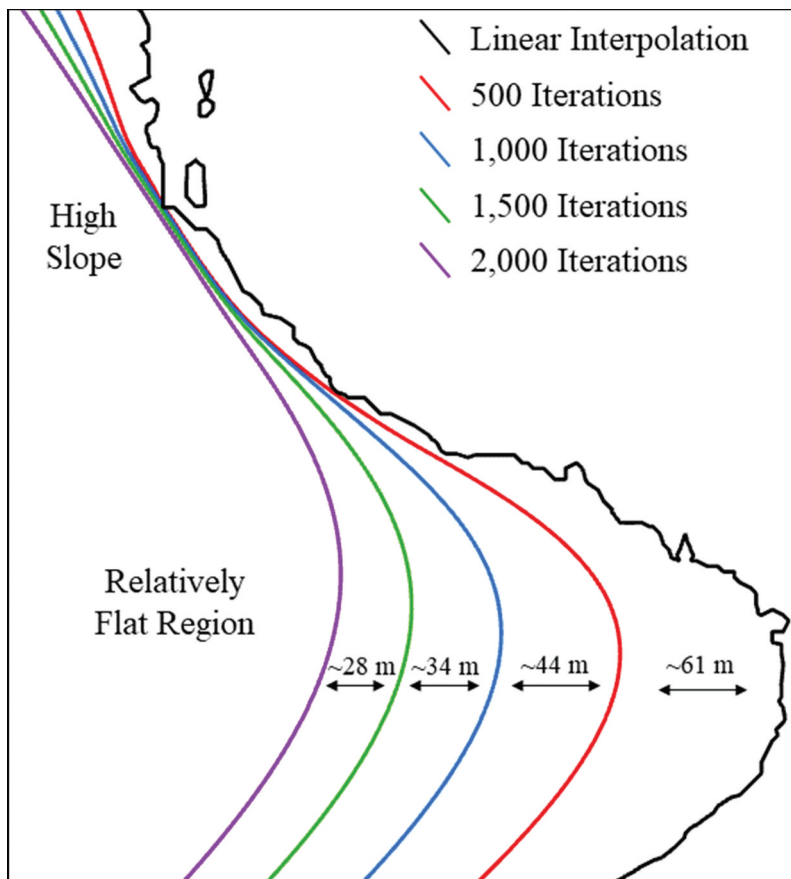 Linear Interpolation
500 Iterations
1,000 Iterations
1,500 Iterations
2,000 Iterations
High
Slope
Relatively
Flat Region
~28 m
~34 m
~44 m
~61 m